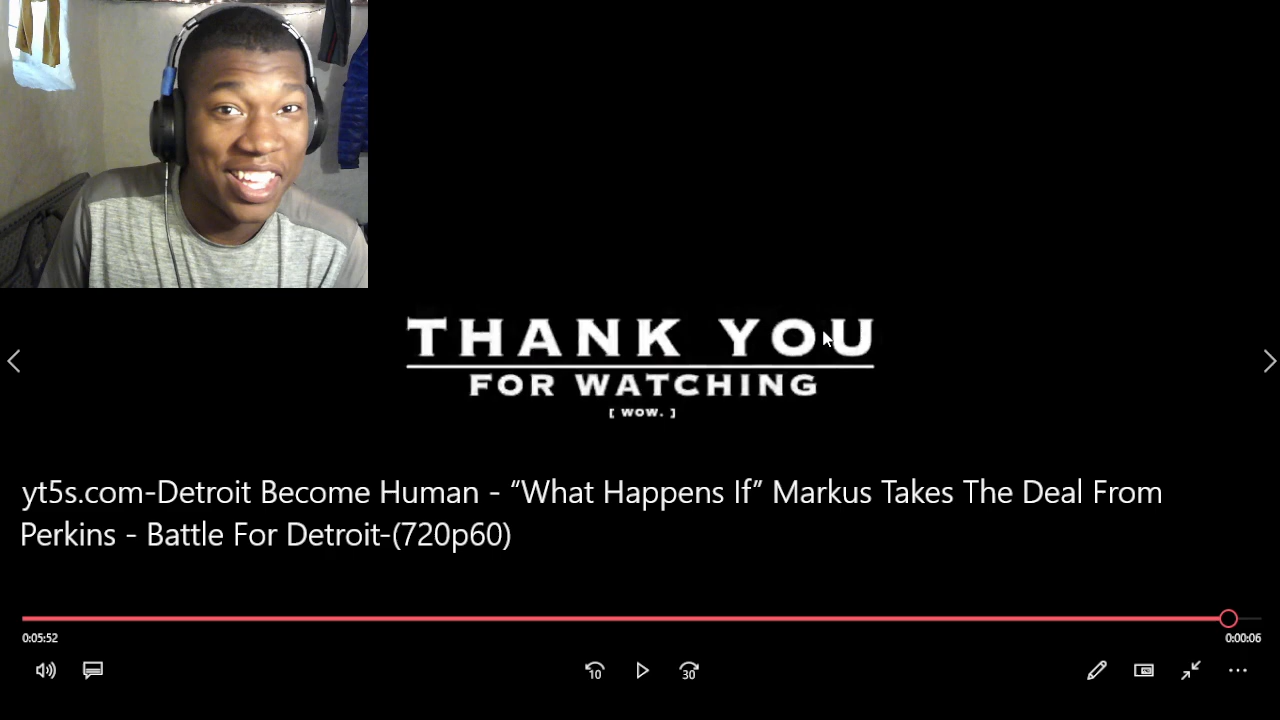 THANK YOU
FOR WATCHING
[ WOW. ]
yt5s.com-Detroit Become Human - “What Happens If” Markus Takes The Deal From
Perkins - Battle For Detroit-(720p60)
0:05:52
0:00:06
10
30